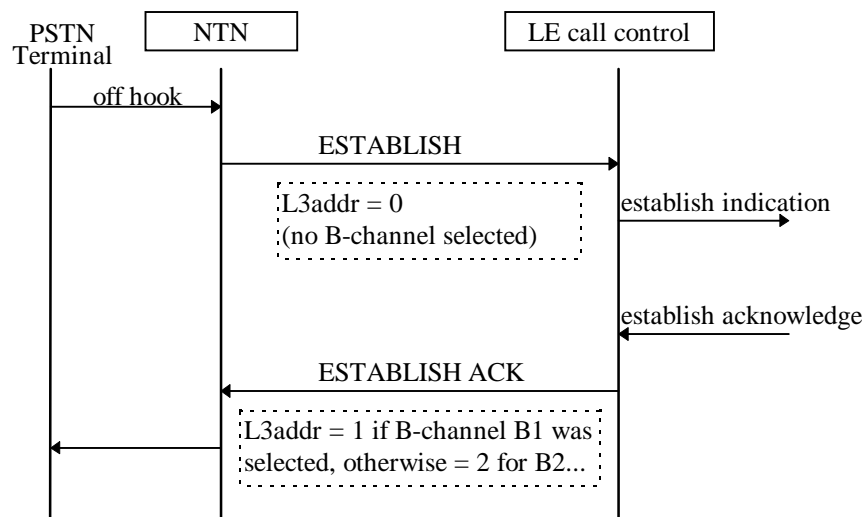 PSTN
Terminal
NTN
LE call control
off hook
ESTABLISH
L3addr = 0
(no B-channel selected)
establish indication
establish acknowledge
ESTABLISH ACK
L3addr = 1 if B-channel B1 was
selected, otherwise = 2 for B2...